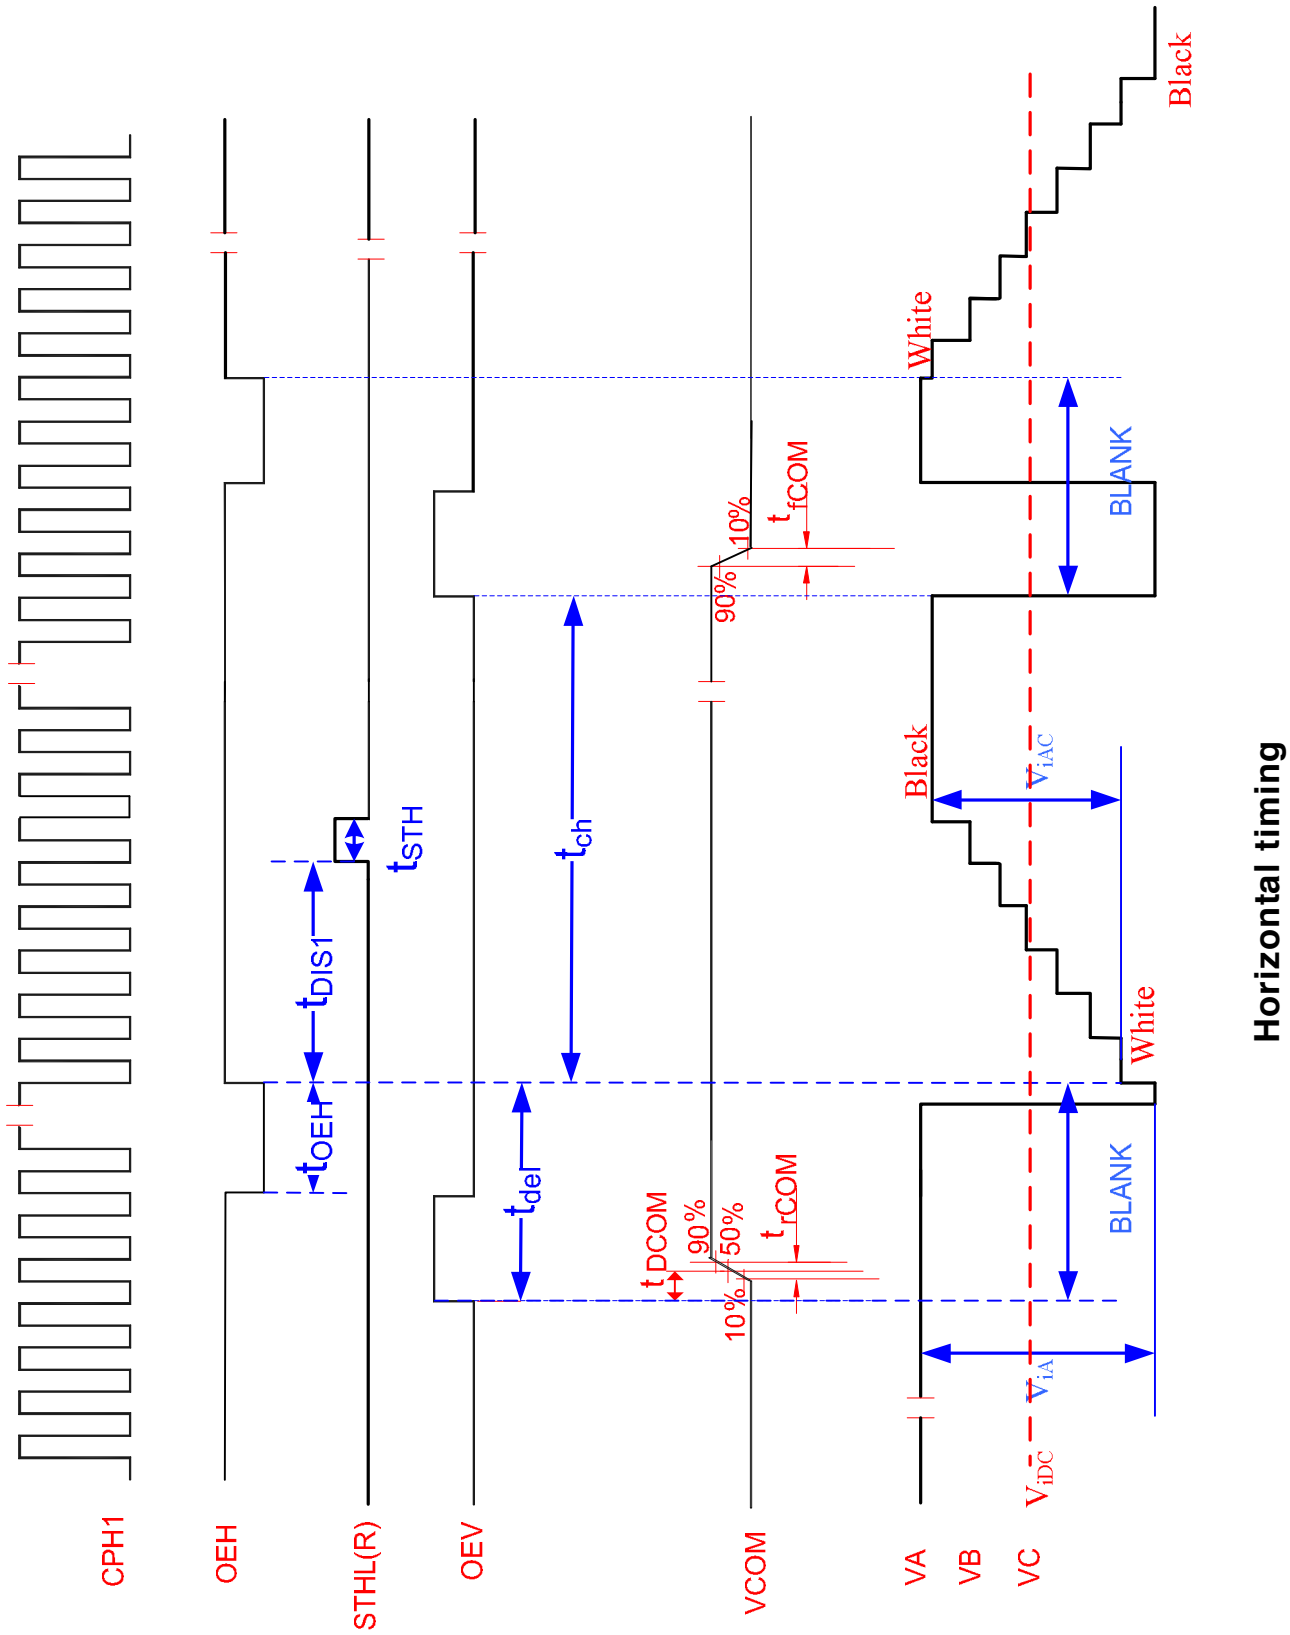 CPH1
OEH
tOEH
tDIS1
STHL(R)
tSTH
OEV
tdel
tch
VCOM
tDCOM
90%
50%
10%
trCOM
90%
10%
tfCOM
VA
VB
VC
ViDC
ViA
BLANK
White
Black
ViAC
BLANK
White
Black
Horizontal timing